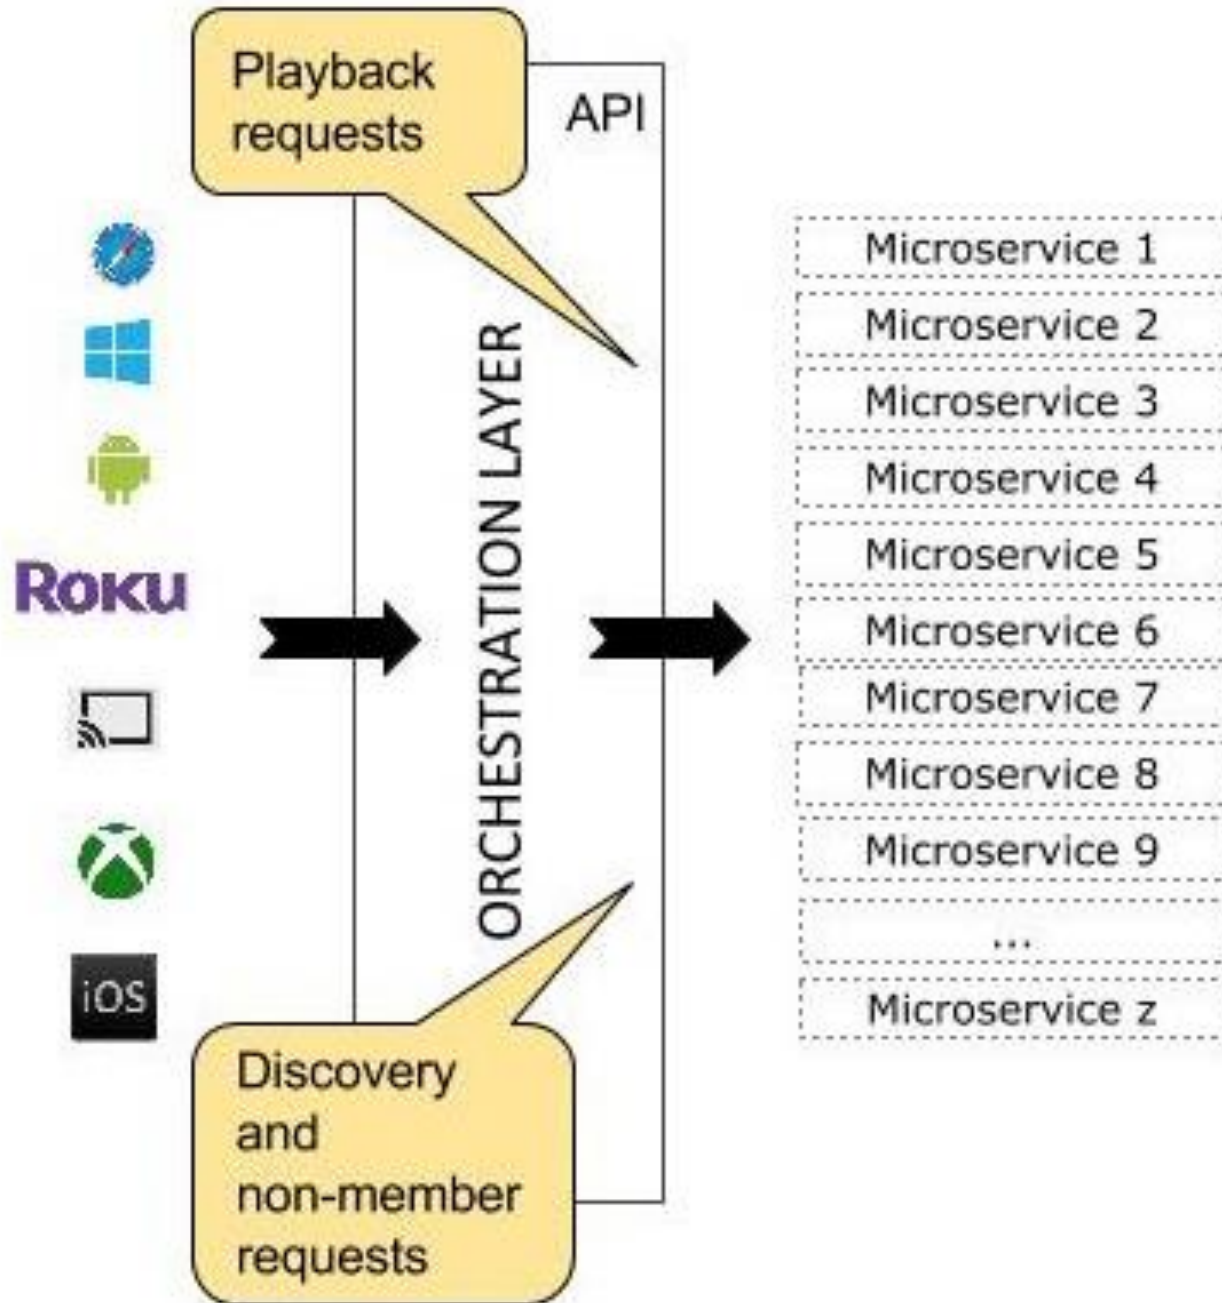 Playback
requests
API
ROKU
iOS
ORCHESTRATION LAYER
Microservice 1
Microservice 2
Microservice 3
Microservice 4
Microservice 5
Microservice 6
Microservice 7
Microservice 8
Microservice 9
...
Microservice z
Discovery
and
non-member
requests